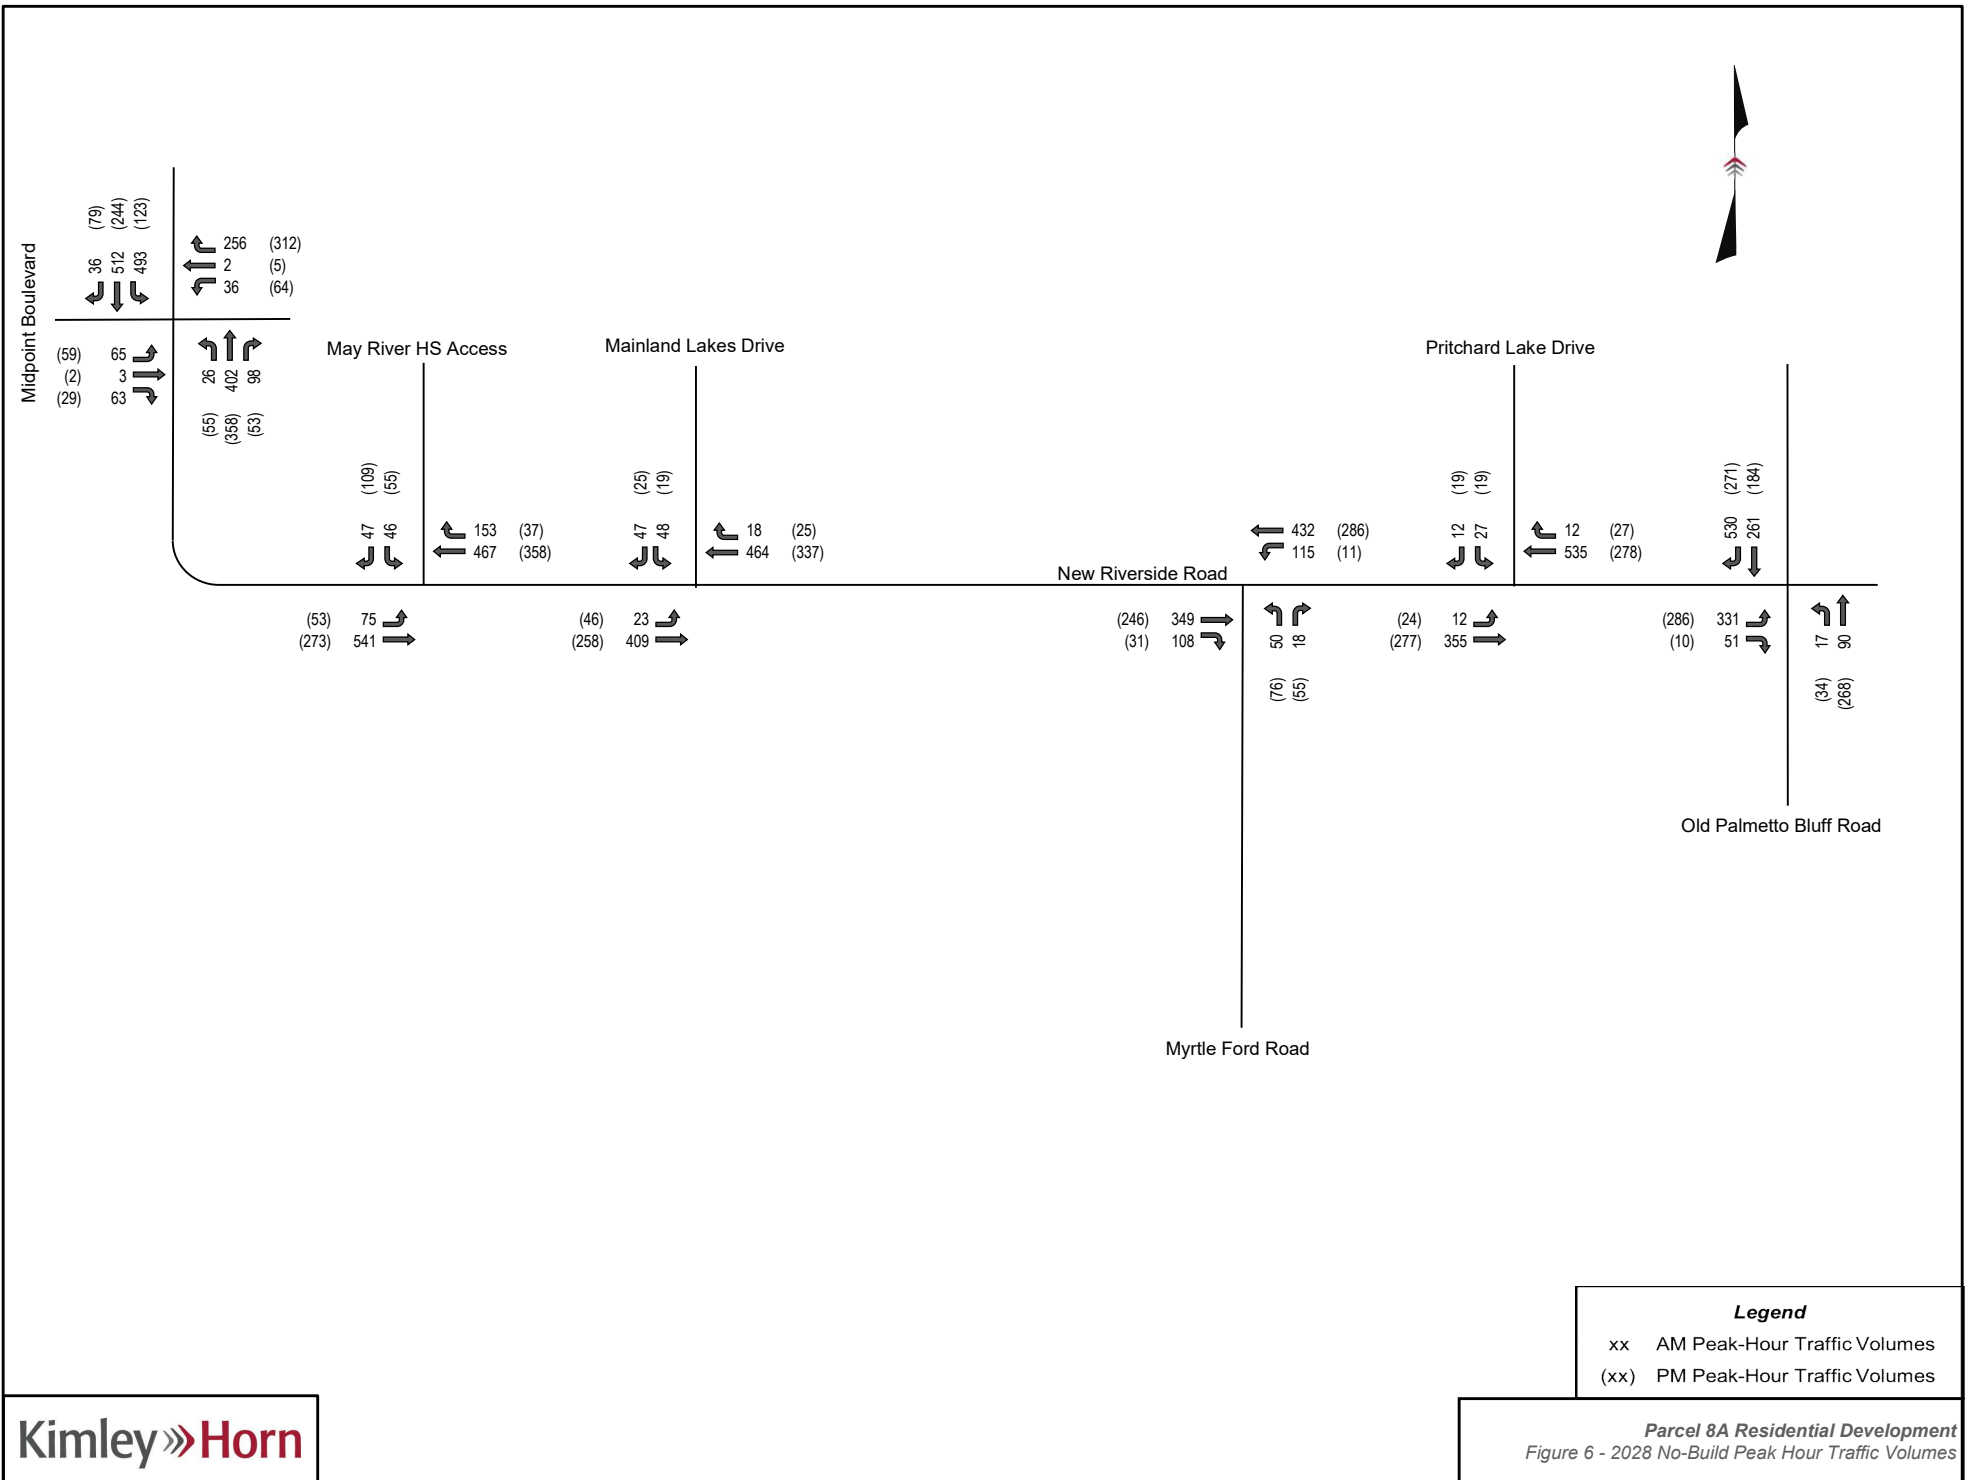 Midpoint Boulevard
(79) (244) (123)
36 512 493
256 (312)
2 (5)
36 (64)
(59) 65
(2) 3
(29) 63
26 402 98
(55) (358) (53)
May River HS Access
(109) (55)
47 46
153 (37)
467 (358)
(53) 75
(273) 541
Mainland Lakes Drive
(25) (19)
47 48
18 (25)
464 (337)
(46) 23
(258) 409
New Riverside Road
432 (286)
115 (11)
(246) 349
(31) 108
50 18
(76) (55)
Myrtle Ford Road
Pritchard Lake Drive
(19) (19)
12 27
12 (27)
535 (278)
(24) 12
(277) 355
(271) (184)
530 261
(286) 331
(10) 51
17 90
(34) (268)
Old Palmetto Bluff Road
Legend
xx AM Peak-Hour Traffic Volumes
(xx) PM Peak-Hour Traffic Volumes
Kimley Horn
Parcel 8A Residential Development
Figure 6 - 2028 No-Build Peak Hour Traffic Volumes